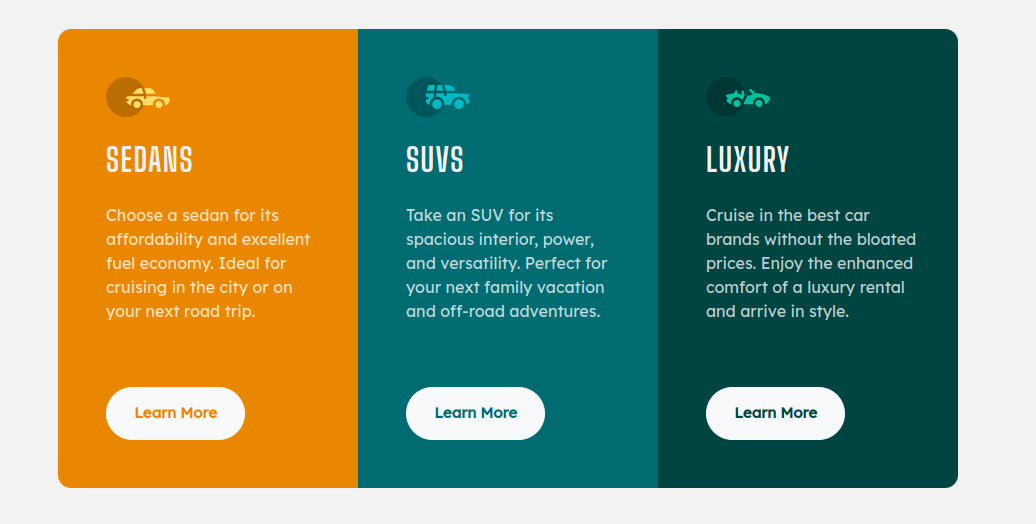 SEDANS
Choose a sedan for its
affordability and excellent
fuel economy. Ideal for
cruising in the city or on
your next road trip.
Learn More
SUVS
Take an SUV for its
spacious interior, power,
and versatility. Perfect for
your next family vacation
and off-road adventures.
Learn More
LUXURY
Cruise in the best car
brands without the bloated
prices. Enjoy the enhanced
comfort of a luxury rental
and arrive in style.
Learn More